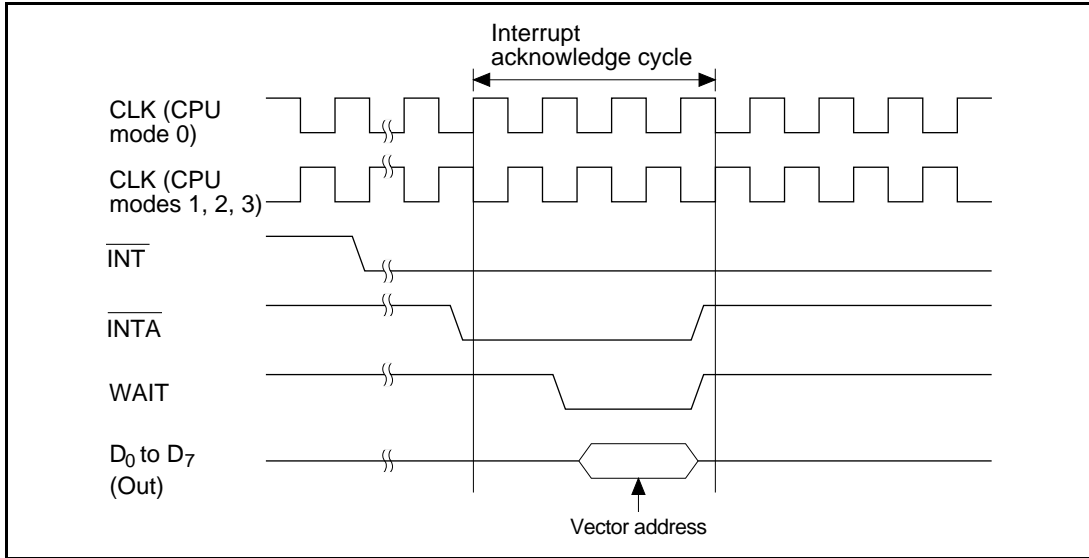 Interrupt
acknowledge cycle
CLK (CPU
mode 0)
CLK (CPU
modes 1, 2, 3)
INT
INTA
WAIT
D0 to D7
(Out)
Vector address